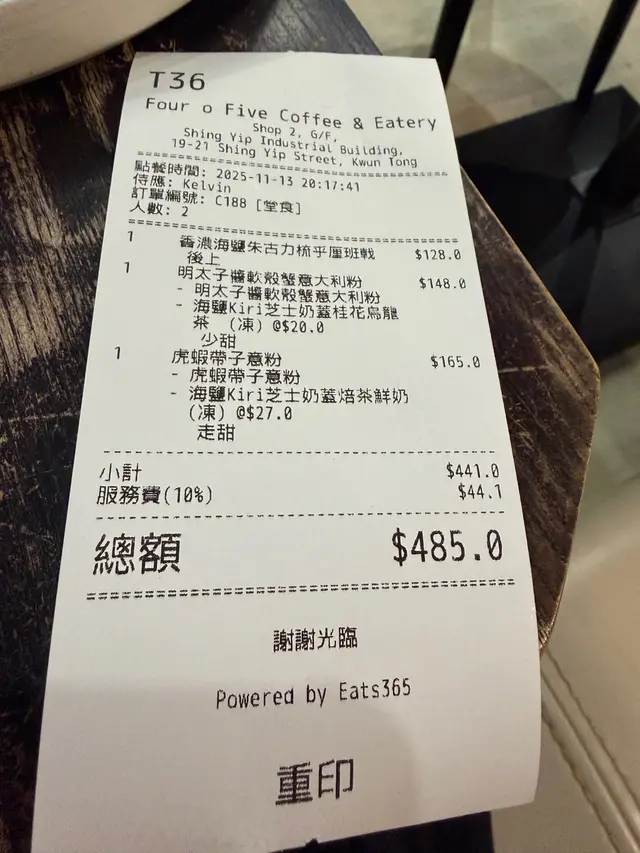 T36
Four o Five Coffee & Eatery
Shop 2, G/F,
Shing Yip Industrial Building,
19-21 Shing Yip Street, Kwun Tong
點餐時間: 2025-11-13 20:17:41
侍應: Kelvin
訂單編號: C188 [堂食]
人數: 2
1 香濃海鹽朱古力梳乎厘班戟 $128.0
後上
1 明太子醬軟殼蟹意大利粉 $148.0
- 明太子醬軟殼蟹意大利粉
- 海鹽Kiri芝士奶蓋桂花烏龍
茶 (凍) @$20.0
少甜
1 虎蝦帶子意粉 $165.0
- 虎蝦帶子意粉
- 海鹽Kiri芝士奶蓋焙茶鮮奶
(凍) @$27.0
走甜
小計 $441.0
服務費(10%) $44.1
總額 $485.0
謝謝光臨
Powered by Eats365
重印